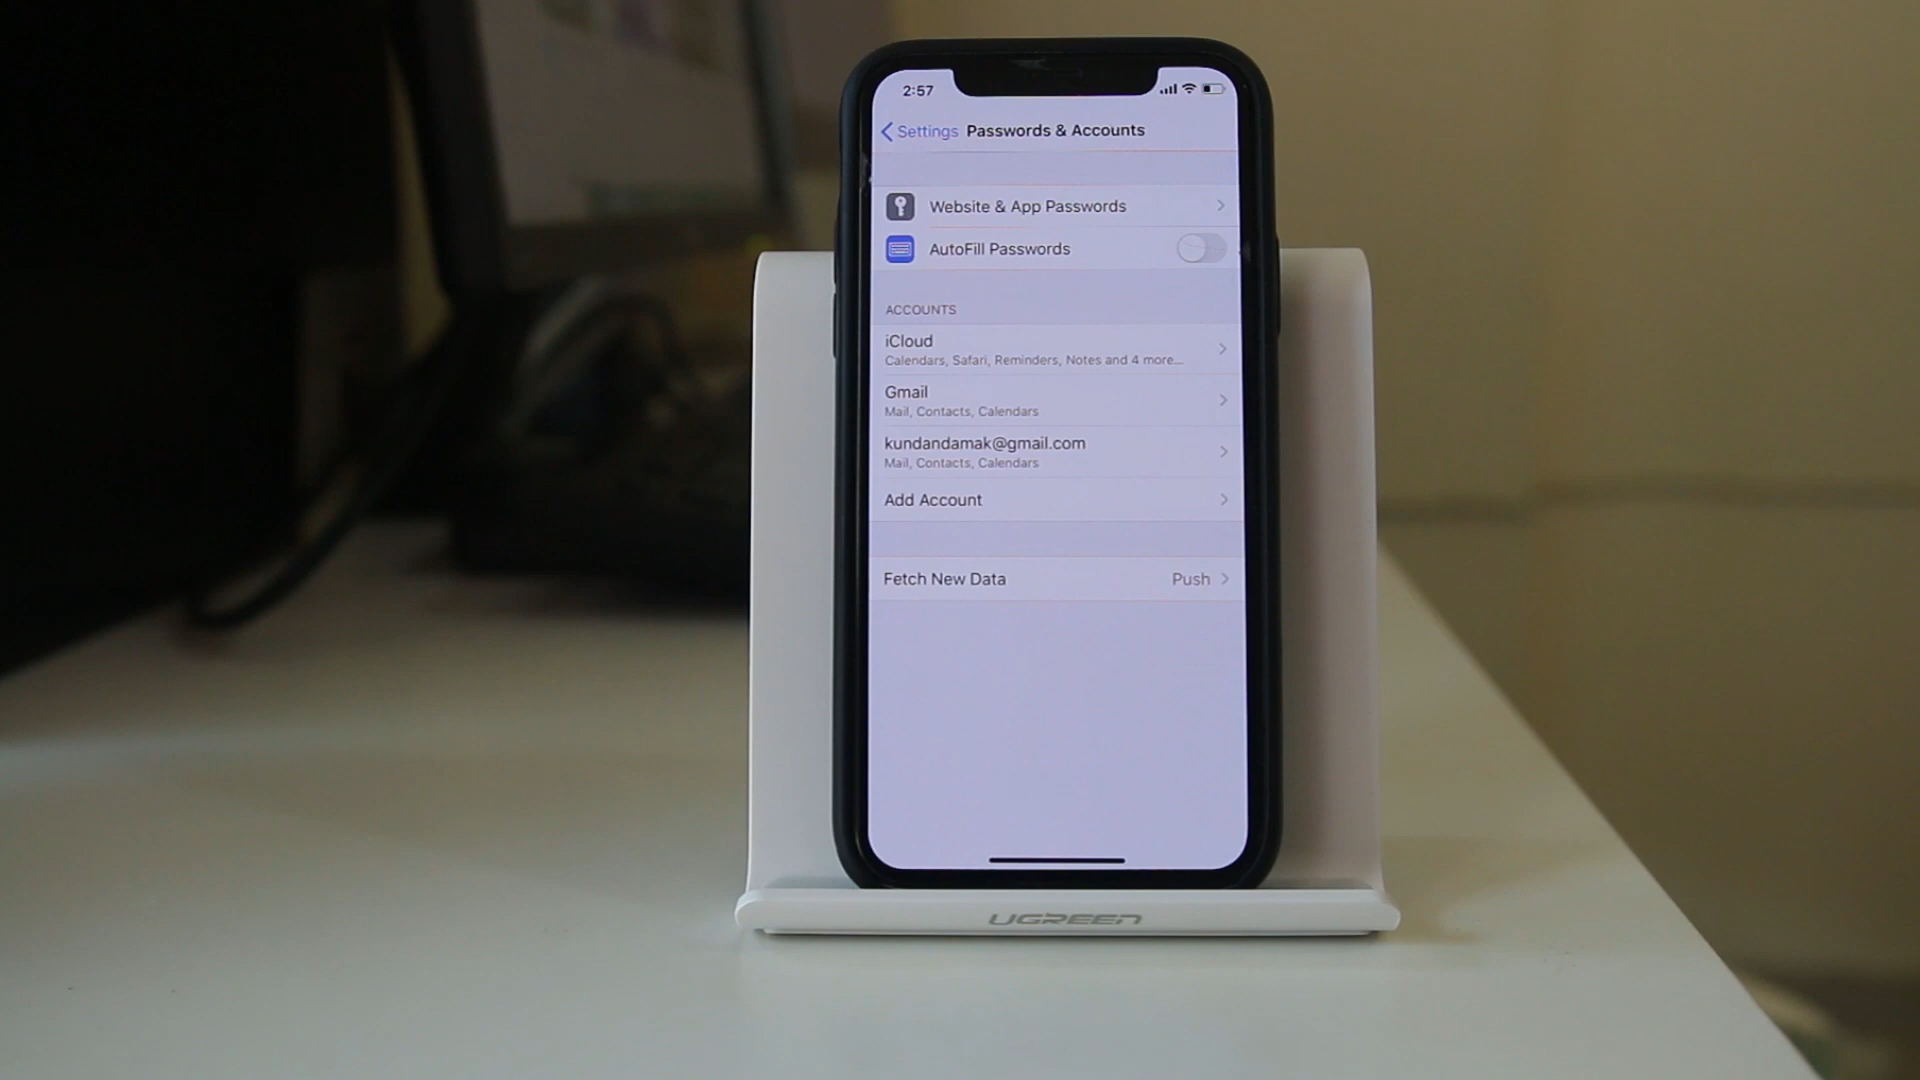 2:57
Settings Passwords & Accounts
Website & App Passwords
AutoFill Passwords
ACCOUNTS
iCloud
Calendars, Safari, Reminders, Notes and 4 more...
Gmail
Mail, Contacts, Calendars
kundandamak@gmail.com
Mail, Contacts, Calendars
Add Account
Fetch New Data Push
UGREEN